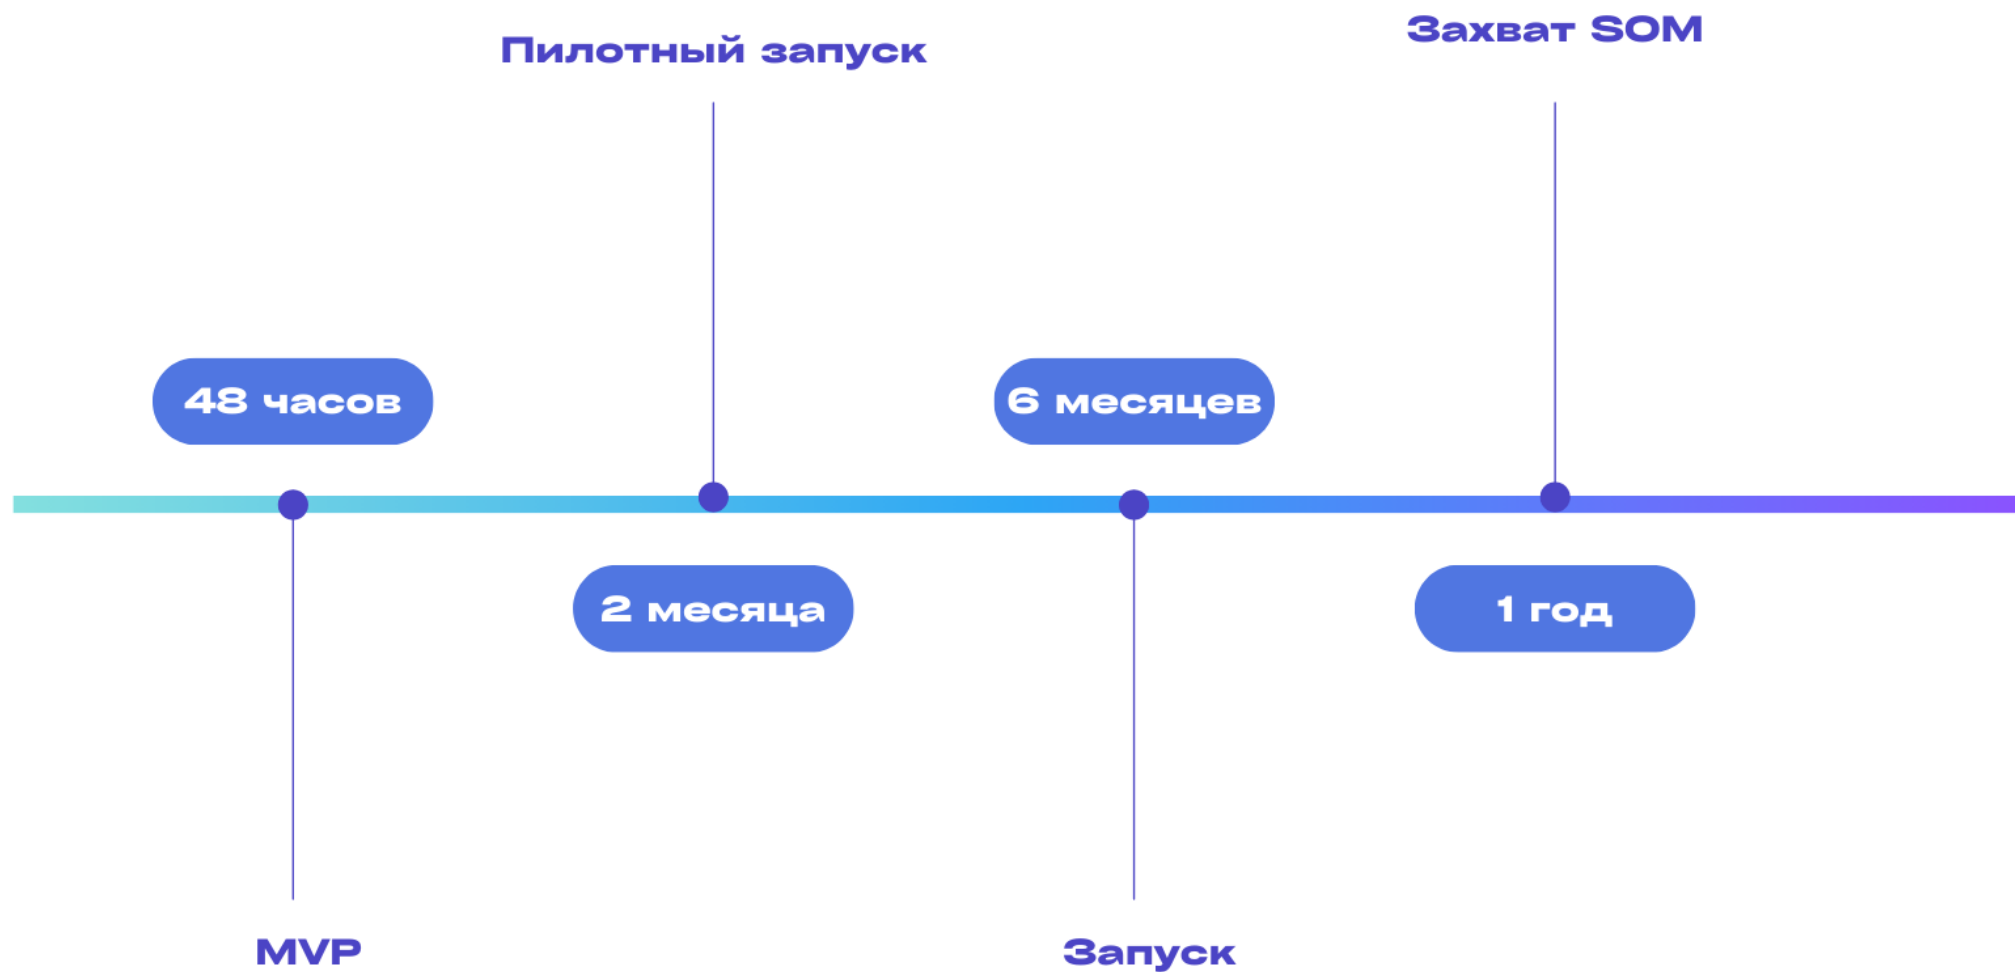 Пилотный запуск
Захват SOM
48 часов
6 месяцев
2 месяца
1 год
MVP
Запуск